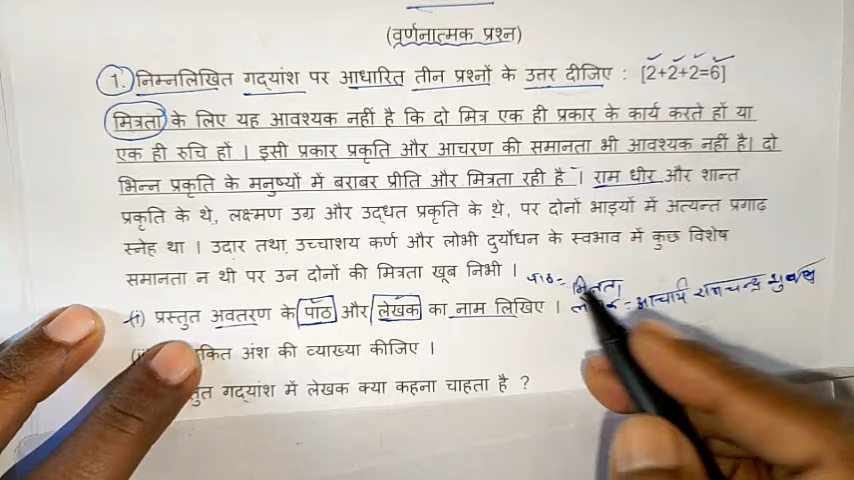 (वर्णनात्मक प्रश्न)
1. निम्नलिखित गद्यांश पर आधारित तीन प्रश्नों के उत्तर दीजिए : [2+2+2=6]
मित्रता के लिए यह आवश्यक नहीं है कि दो मित्र एक ही प्रकार के कार्य करते हों या
एक ही रुचि हों । इसी प्रकार प्रकृति और आचरण की समानता भी आवश्यक नहीं है। दो
भिन्न प्रकृति के मनुष्यों में बराबर प्रीति और मित्रता रही है । राम धीर और शान्त
प्रकृति के थे, लक्ष्मण उग्र और उद्धत प्रकृति के थे, पर दोनों भाइयों में अत्यन्त प्रगाढ़
स्नेह था । उदार तथा उच्चाशय कर्ण और लोभी दुर्योधन के स्वभाव में कुछ विशेष
समानता न थी पर उन दोनों की मित्रता खूब निभी । पाठ = मित्रता
(i) प्रस्तुत अवतरण के पाठ और लेखक का नाम लिखिए । = आचार्य रामचन्द्र शुक्ल
कित अंश की व्याख्या कीजिए ।
तुत गद्यांश में लेखक क्या कहना चाहता है ?